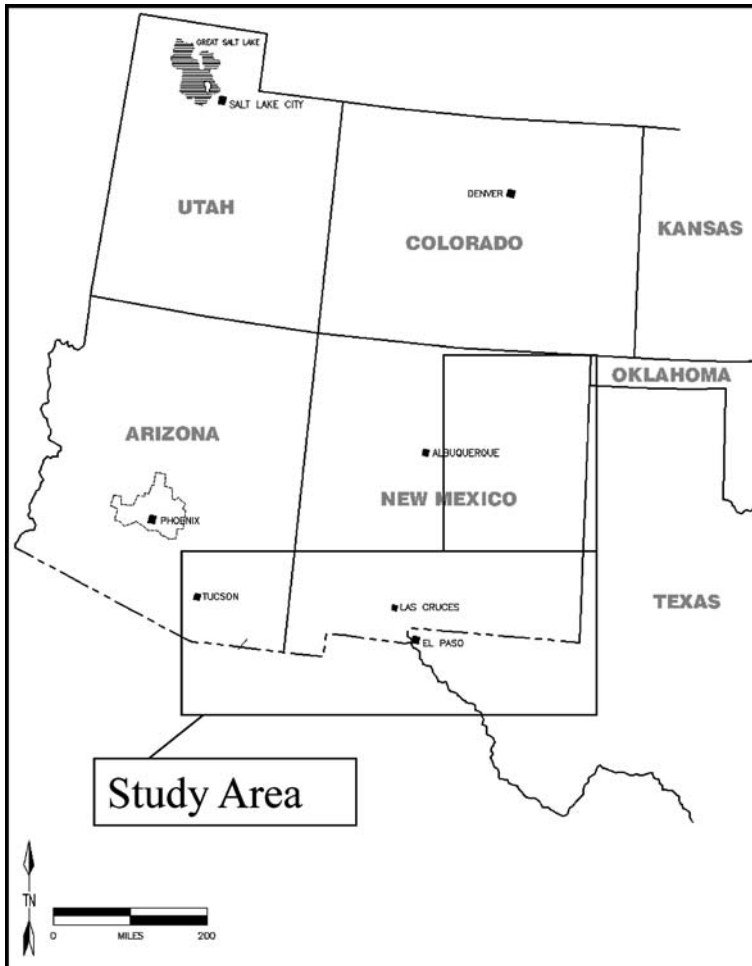 GREAT SALT LAKE
SALT LAKE CITY
DENVER
UTAH
COLORADO
KANSAS
OKLAHOMA
ARIZONA
ALBUQUERQUE
NEW MEXICO
PHOENIX
TUCSON
LAS CRUCES
TEXAS
EL PASO
Study Area
TN
0 MILES 200